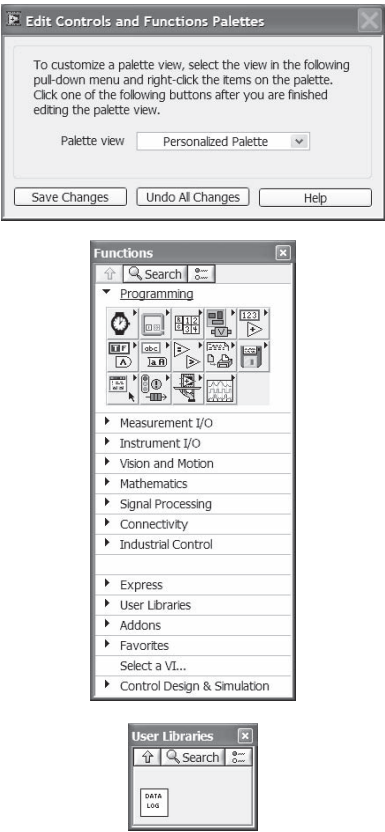 Edit Controls and Functions Palettes
To customize a palette view, select the view in the following
pull-down menu and right-click the items on the palette.
Click one of the following buttons after you are finished
editing the palette view.
Palette view Personalized Palette
Save Changes Undo All Changes Help
Functions
Search
Programming
Measurement I/O
Instrument I/O
Vision and Motion
Mathematics
Signal Processing
Connectivity
Industrial Control
Express
User Libraries
Addons
Favorites
Select a VI...
Control Design & Simulation
User Libraries
Search
DATA
LOG